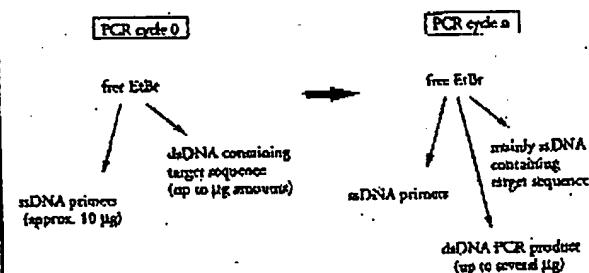 PCR cycle 0
free EtBr
dsDNA containing
target sequence
(up to µg amounts)
ssDNA primers
(approx. 10 µg)
PCR cycle n
free EtBr
mainly ssDNA
containing
target sequence
ssDNA primers
dsDNA PCR product
(up to several µg)